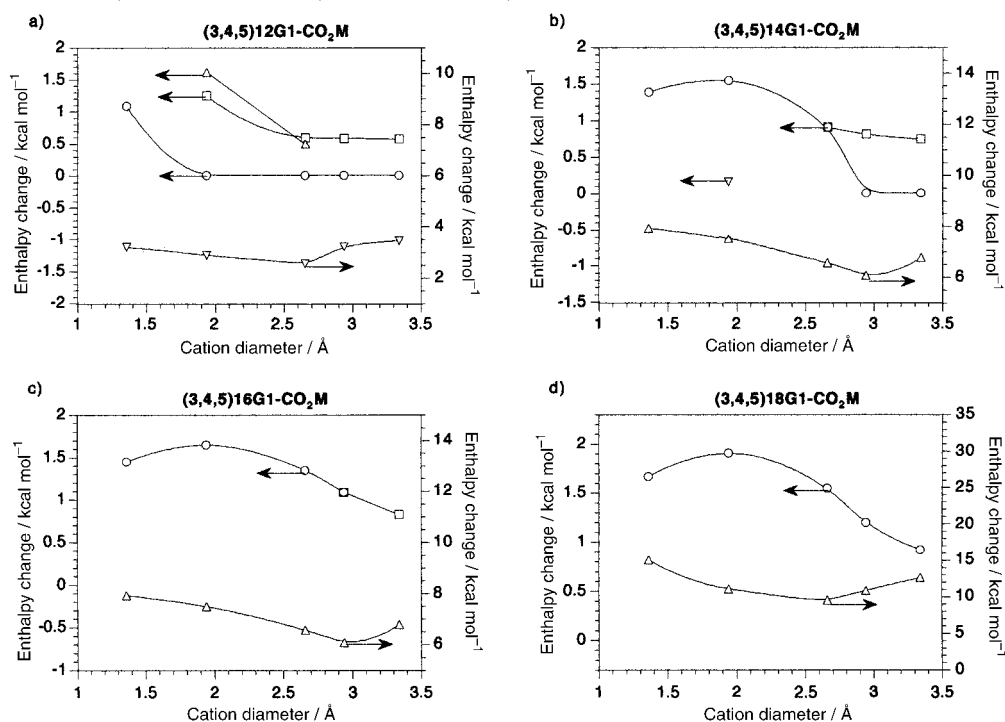 a)
(3,4,5)12G1-CO₂M
Enthalpy change / kcal mol⁻¹
2
1.5
1
0.5
0
-0.5
-1
-1.5
-2
10
8
6
4
2
Enthalpy change / kcal mol⁻¹
1 1.5 2 2.5 3 3.5
Cation diameter / Å
b)
(3,4,5)14G1-CO₂M
Enthalpy change / kcal mol⁻¹
2
1.5
1
0.5
0
-0.5
-1
-1.5
14
12
10
8
6
Enthalpy change / kcal mol⁻¹
1 1.5 2 2.5 3 3.5
Cation diameter / Å
c)
(3,4,5)16G1-CO₂M
Enthalpy change / kcal mol⁻¹
2
1.5
1
0.5
0
-0.5
-1
14
12
10
8
6
Enthalpy change / kcal mol⁻¹
1 1.5 2 2.5 3 3.5
Cation diameter / Å
d)
(3,4,5)18G1-CO₂M
Enthalpy change / kcal mol⁻¹
2
1.5
1
0.5
0
35
30
25
20
15
10
5
0
Enthalpy change / kcal mol⁻¹
1 1.5 2 2.5 3 3.5
Cation diameter / Å